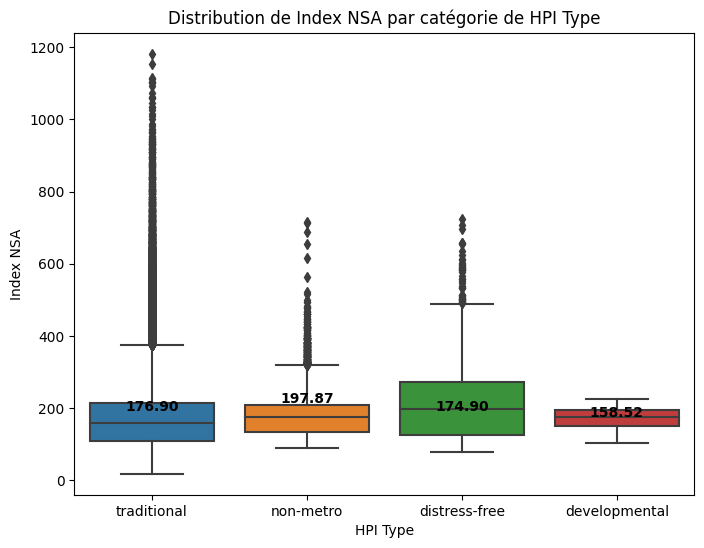 Distribution de Index NSA par catégorie de HPI Type
1200
1000
800
600
400
200
0
Index NSA
176.90
197.87
174.90
158.52
traditional
non-metro
distress-free
developmental
HPI Type